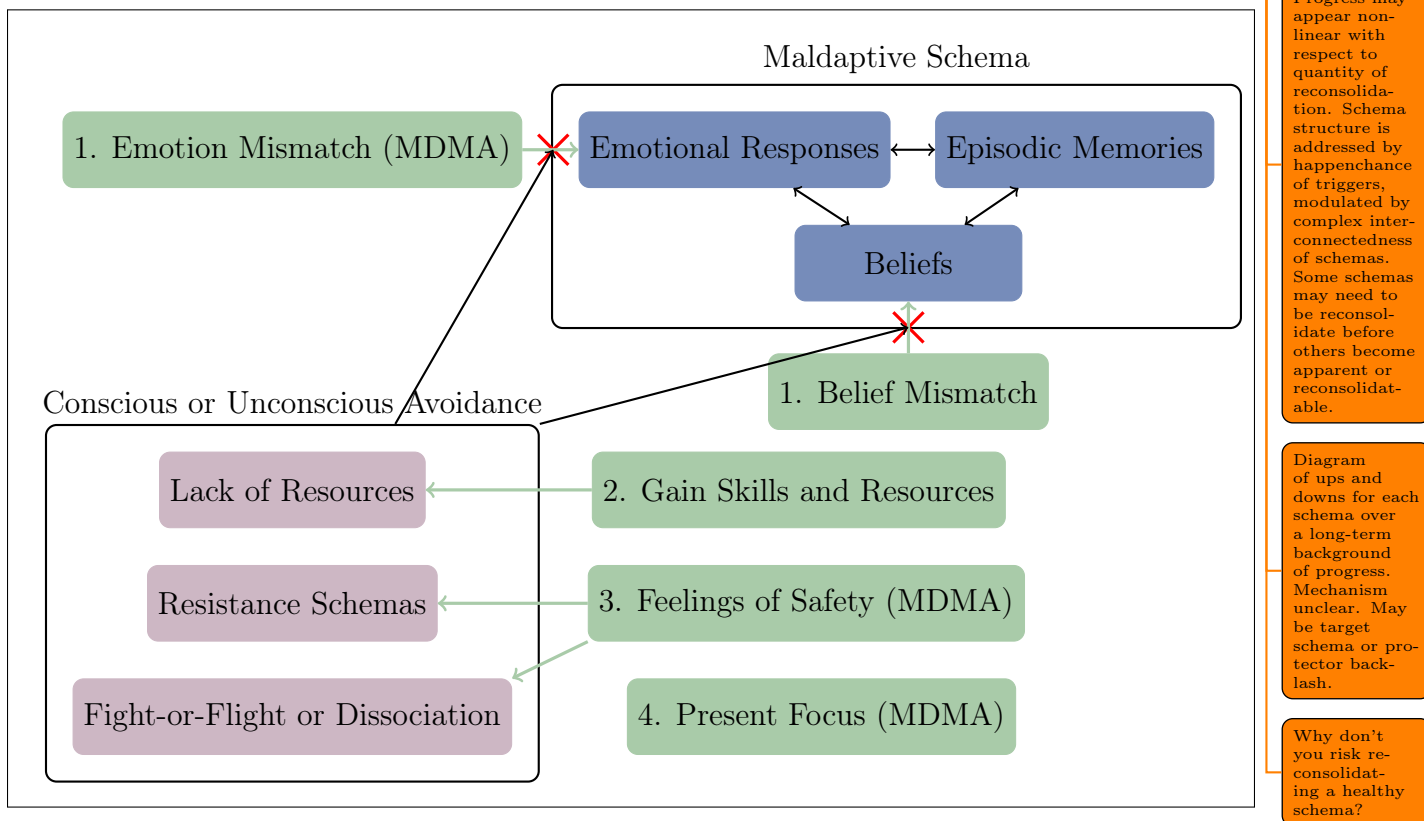 Maldaptive Schema
1. Emotion Mismatch (MDMA)
Emotional Responses
Episodic Memories
Beliefs
1. Belief Mismatch
Conscious or Unconscious Avoidance
Lack of Resources
2. Gain Skills and Resources
Resistance Schemas
3. Feelings of Safety (MDMA)
Fight-or-Flight or Dissociation
4. Present Focus (MDMA)
Progress may
appear non-
linear with
respect to
quantity of
reconsolida-
tion. Schema
structure is
addressed by
happenchance
of triggers,
modulated by
complex inter-
connectedness
of schemas.
Some schemas
may need to
be reconsol-
idate before
others become
apparent or
reconsolidat-
able.
Diagram
of ups and
downs for each
schema over
a long-term
background
of progress.
Mechanism
unclear. May
be target
schema or pro-
tector back-
lash.
Why don't
you risk re-
consolidat-
ing a healthy
schema?